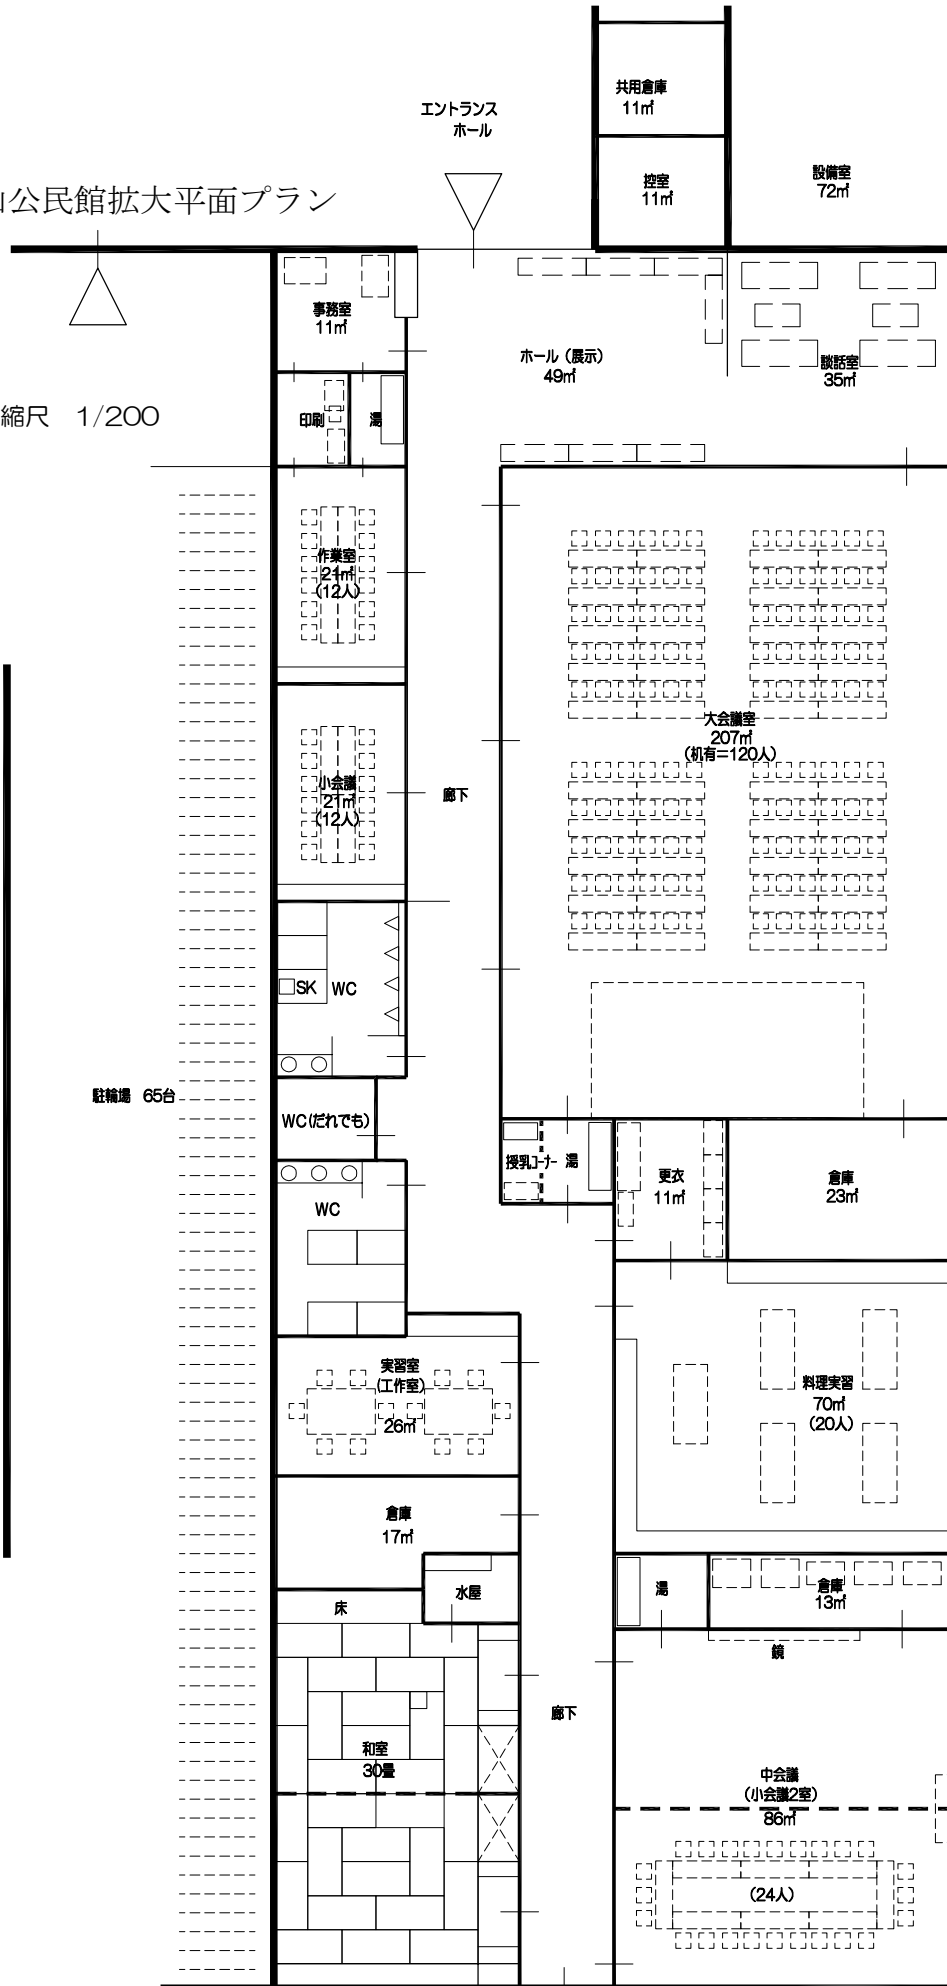 エントランス
ホール
共用倉庫
11㎡
控室
11㎡
設備室
72㎡
公民館拡大平面プラン
事務室
11㎡
ホール（展示）
49㎡
談話室
35㎡
縮尺　1/200
印刷
湯
作業室
21㎡
(12人)
大会議室
207㎡
(机有=120人)
小会議
21㎡
(12人)
廊下
SK
WC
駐輪場　65台
WC(だれでも)
授乳コーナー
湯
更衣
11㎡
倉庫
23㎡
WC
実習室
(工作室)
26㎡
料理実習
70㎡
(20人)
倉庫
17㎡
水屋
湯
倉庫
13㎡
床
鏡
廊下
和室
30畳
中会議
(小会議2室)
86㎡
(24人)